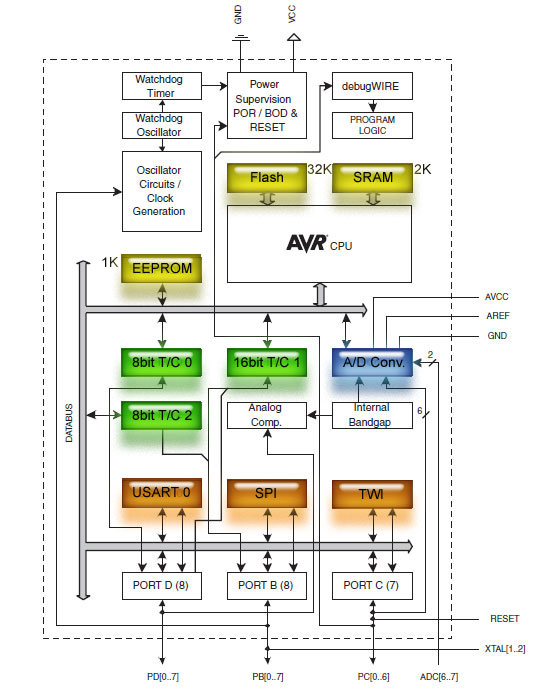 GND
VCC
Watchdog
Timer
Power
Supervision
POR / BOD &
RESET
debugWIRE
Watchdog
Oscillator
PROGRAM
LOGIC
Oscillator
Circuits /
Clock
Generation
Flash
32K
SRAM
2K
AVR CPU
1K
EEPROM
AVCC
AREF
GND
8bit T/C 0
16bit T/C 1
A/D Conv.
2
8bit T/C 2
Analog
Comp.
Internal
Bandgap
6
DATABUS
USART 0
SPI
TWI
PORT D (8)
PORT B (8)
PORT C (7)
RESET
XTAL[1..2]
PD[0..7]
PB[0..7]
PC[0..6]
ADC[6..7]